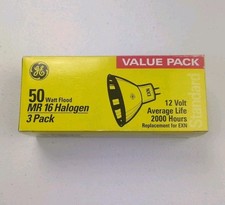 VALUE PACK
GE
50 Watt Flood
MR 16 Halogen
3 Pack
EXN
12 Volt
Average Life
2000 Hours
Replacement for EXN
Standard